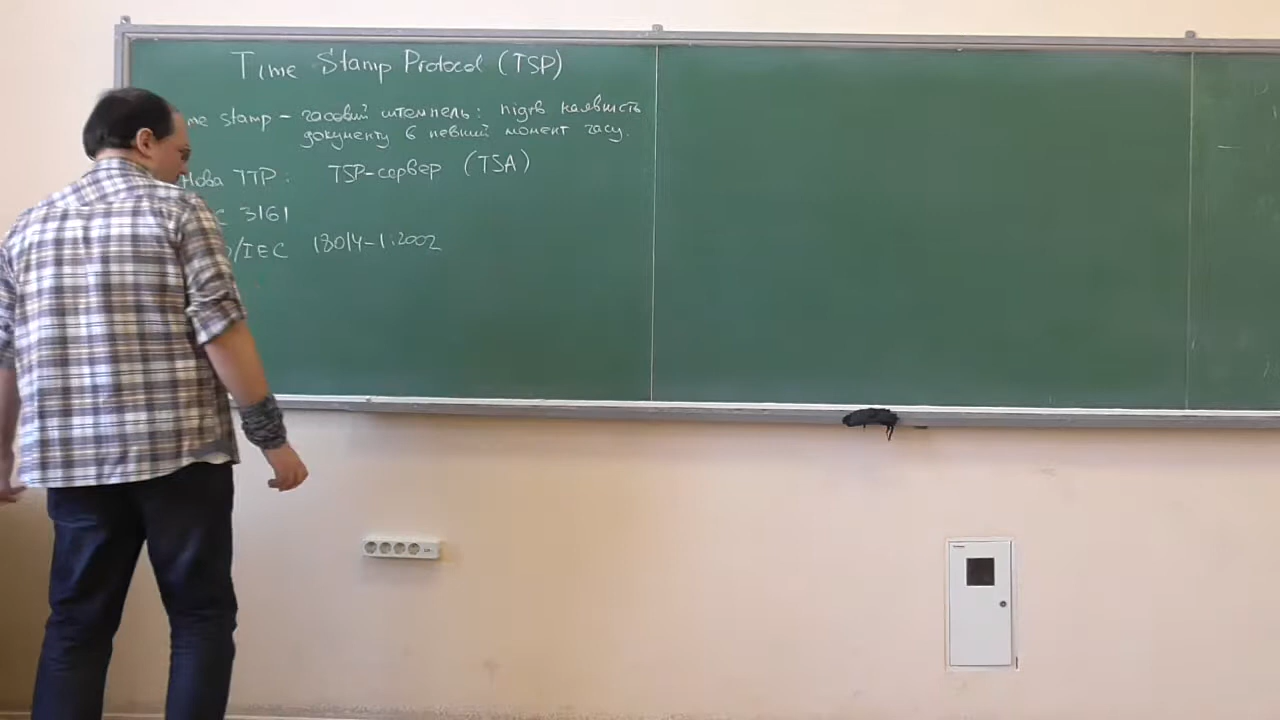 Time Stamp Protocol (TSP)
me stamp – часовий штемпель: підтв наявність
документу в певний момент часу.
Нова TTP: TSP-сервер (TSA)
C 3161
O/IEC 18014-1:2002